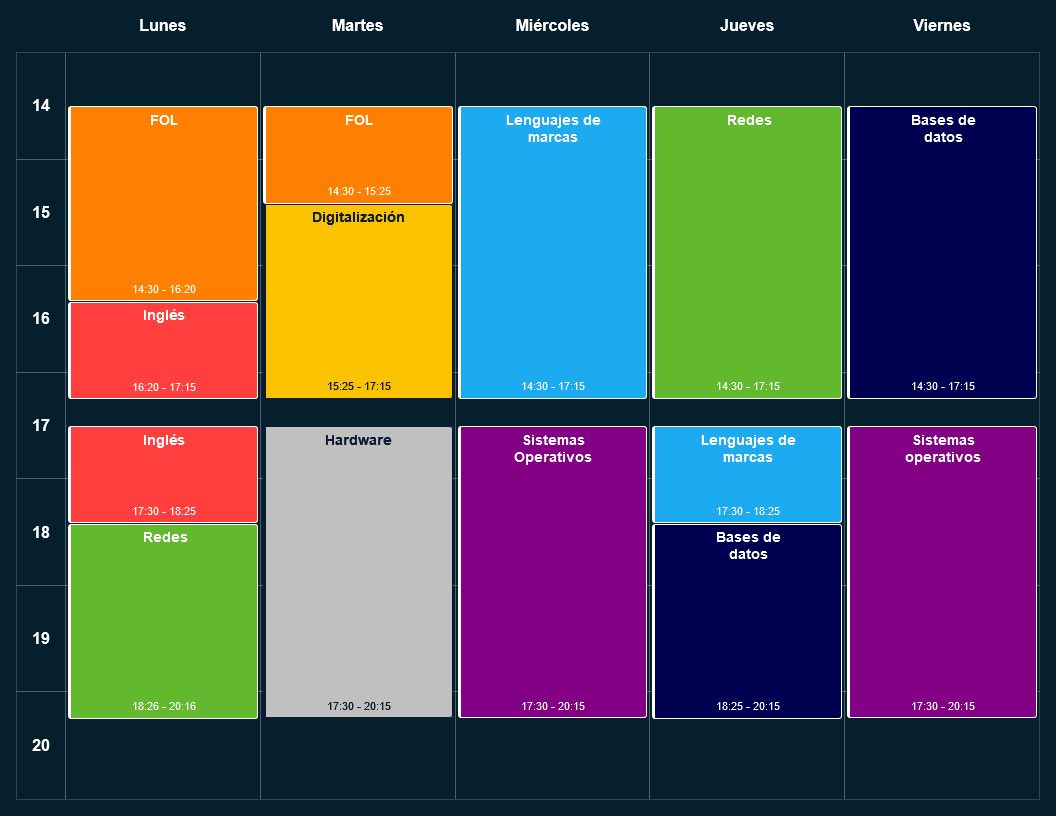 Lunes
Martes
Miércoles
Jueves
Viernes
14
15
16
17
18
19
20
FOL
14:30 - 16:20
Inglés
16:20 - 17:15
Inglés
17:30 - 18:25
Redes
18:26 - 20:16
FOL
14:30 - 15:25
Digitalización
15:25 - 17:15
Hardware
17:30 - 20:15
Lenguajes de
marcas
14:30 - 17:15
Sistemas
Operativos
17:30 - 20:15
Redes
14:30 - 17:15
Lenguajes de
marcas
17:30 - 18:25
Bases de
datos
18:25 - 20:15
Bases de
datos
14:30 - 17:15
Sistemas
operativos
17:30 - 20:15